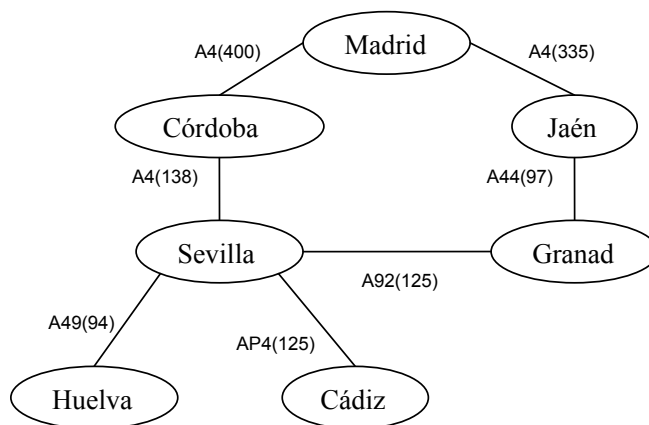 Madrid
A4(400)
A4(335)
Córdoba
Jaén
A4(138)
A44(97)
Sevilla
Granad
A92(125)
A49(94)
AP4(125)
Huelva
Cádiz